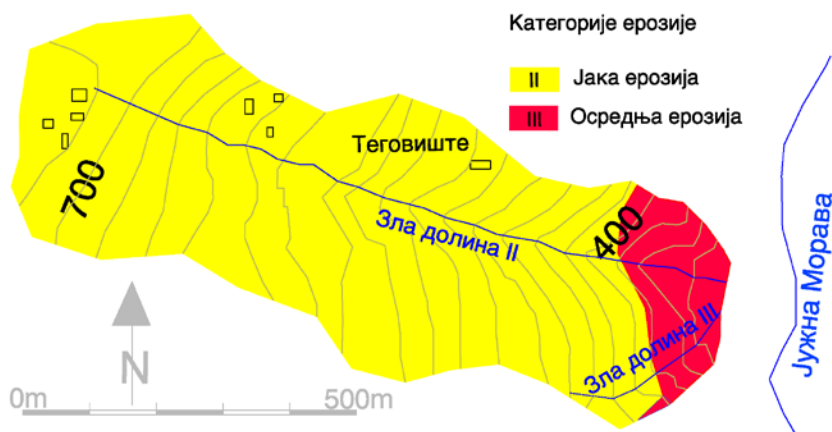 Категорије ерозије
II Јака ерозија
III Осредња ерозија
Теговиште
700
400
Зла долина II
Зла долина III
Јужна Морава
N
0m 500m